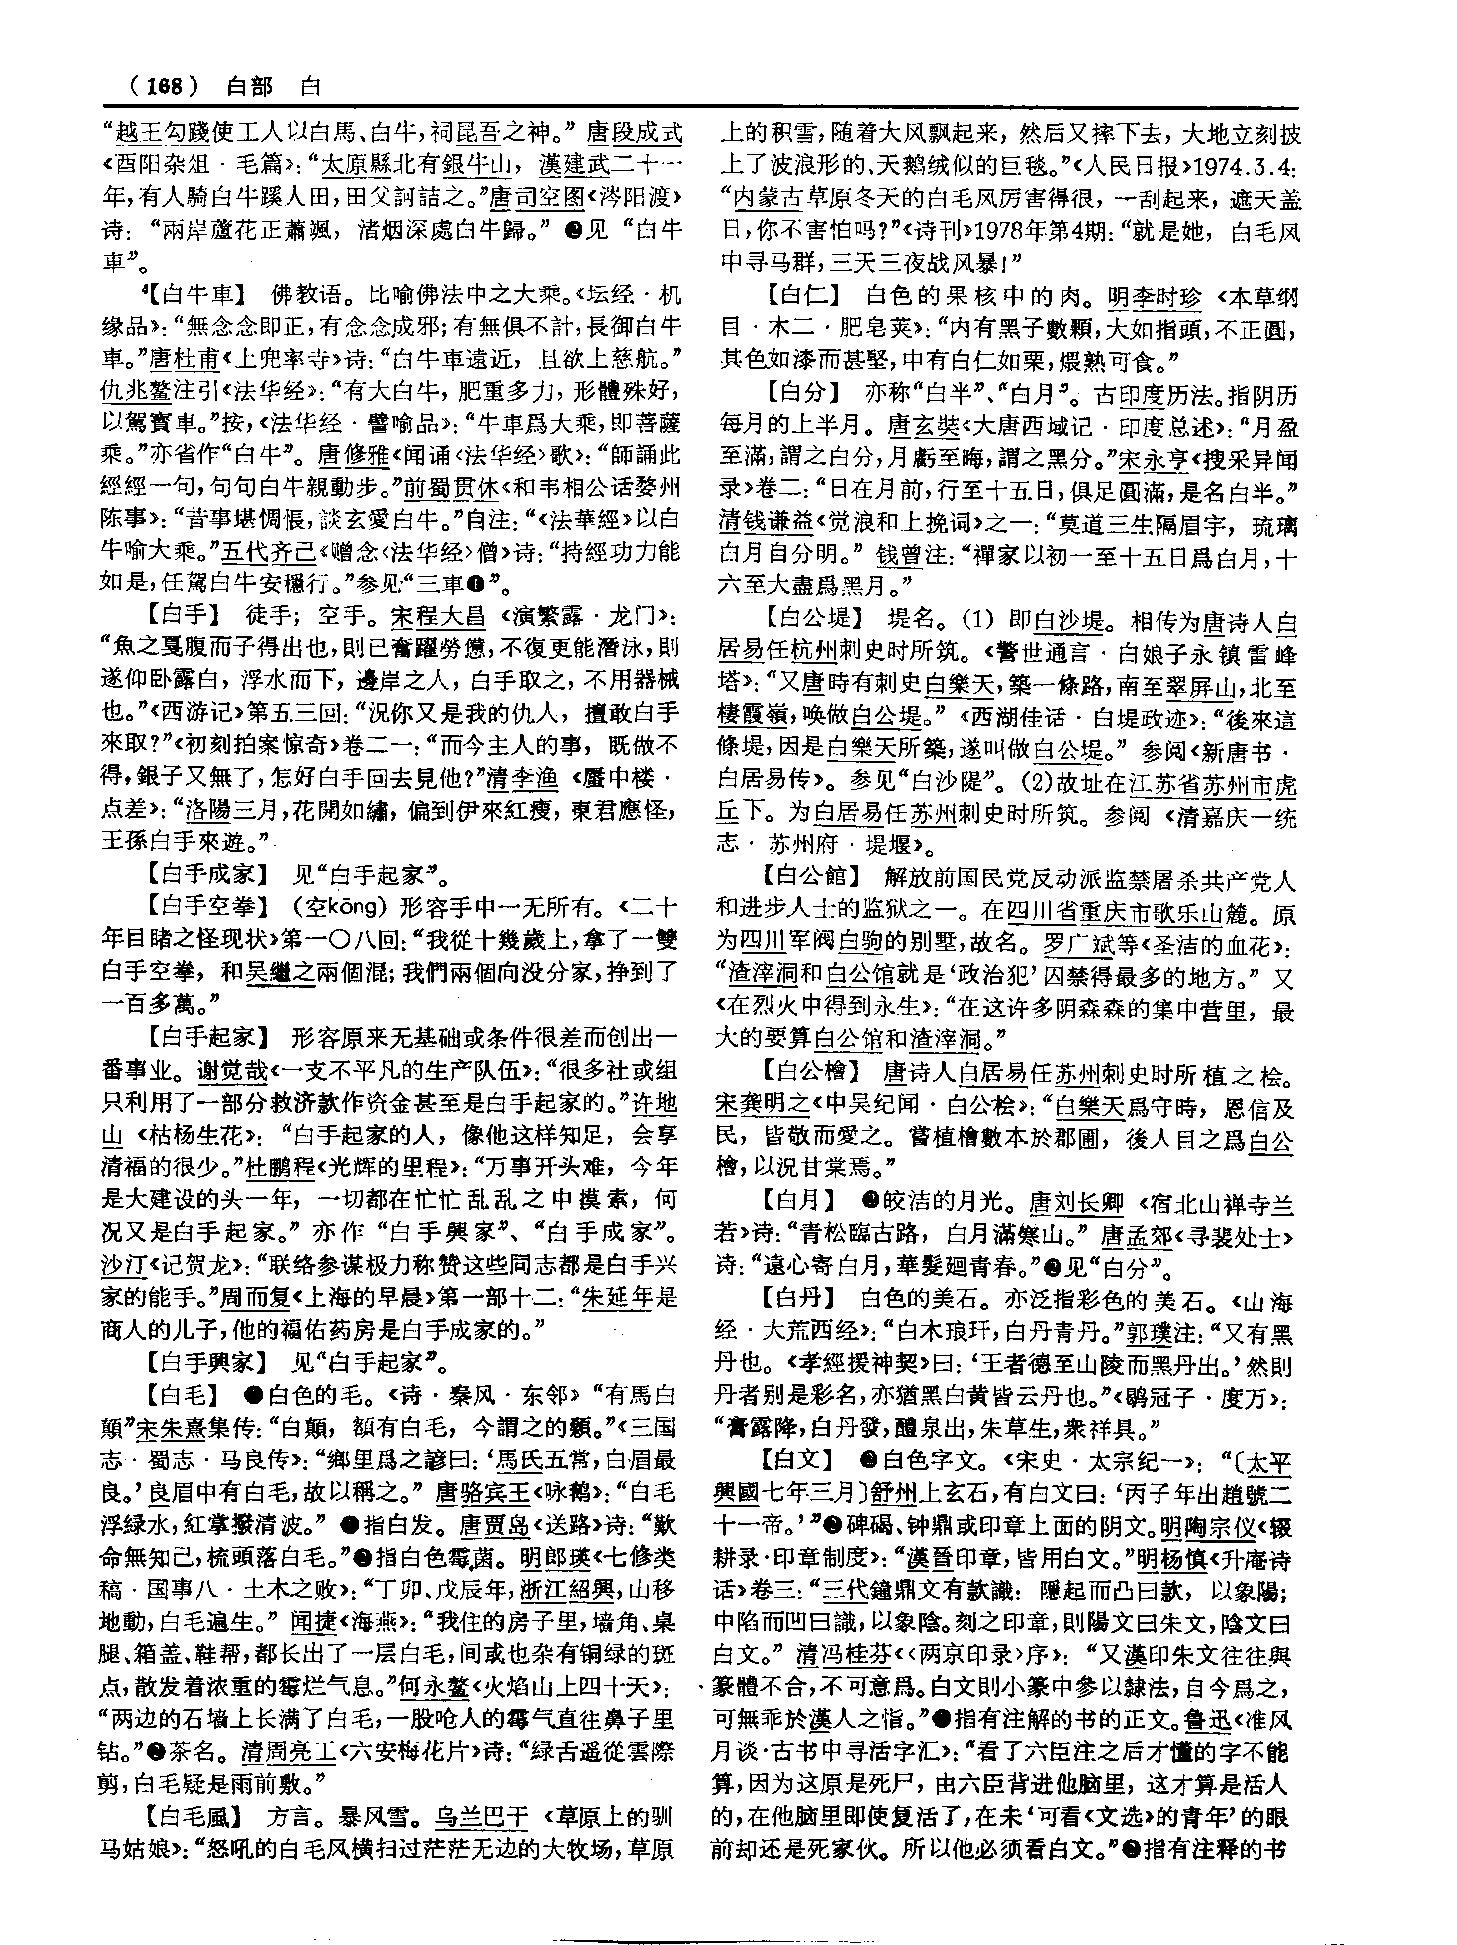 （168） 白部 白
“越王勾踐使工人以白馬、白牛，祠昆吾之神。”唐段成式
《酉阳杂俎·毛篇》：“太原縣北有銀牛山，漢建武二十一
年，有人騎白牛蹊人田，田父訶詰之。”唐司空图《涔阳渡》
诗：“兩岸蘆花正蕭颯，渚烟深處白牛歸。”❷见“白牛
車”。
【白牛車】 佛教语。比喻佛法中之大乘。《坛经·机
缘品》：“無念念即正，有念念成邪；有無俱不計，長御白牛
車。”唐杜甫《上兜率寺》诗：“白牛車遠近，且欲上慈航。”
仇兆鳌注引《法华经》：“有大白牛，肥重多力，形體殊好，
以駕寶車。”按，《法华经·譬喻品》：“牛車爲大乘，即菩薩
乘。”亦省作“白牛”。唐修雅《闻诵〈法华经〉歌》：“師誦此
經經一句，句句白牛親動步。”前蜀贯休《和韦相公话婺州
陈事》：“昔事堪惆悵，談玄愛白牛。”自注：“《法華經》以白
牛喻大乘。”五代齐己《赠念〈法华经〉僧》诗：“持經功力能
如是，任駕白牛安穩行。”参见“三車❶”。
【白手】 徒手；空手。宋程大昌《演繁露·龙门》：
“魚之戛腹而子得出也，則已奮躍勞憊，不復更能潛泳，則
遂仰卧露白，浮水而下，邊岸之人，白手取之，不用器械
也。”《西游记》第五三回：“況你又是我的仇人，擅敢白手
來取？”《初刻拍案惊奇》卷二一：“而今主人的事，既做不
得，銀子又無了，怎好白手回去見他？”清李渔《蜃中楼·
点差》：“洛陽三月，花開如繡，偏到伊來紅瘦，東君應怪，
王孫白手來遊。”
【白手成家】 见“白手起家”。
【白手空拳】 （空kōng）形容手中一无所有。《二十
年目睹之怪现状》第一〇八回：“我從十幾歲上，拿了一雙
白手空拳，和吴繼之兩個混；我們兩個向没分家，挣到了
一百多萬。”
【白手起家】 形容原来无基础或条件很差而创出一
番事业。谢觉哉《一支不平凡的生产队伍》：“很多社或组
只利用了一部分救济款作资金甚至是白手起家的。”许地
山《枯杨生花》：“白手起家的人，像他这样知足，会享
清福的很少。”杜鹏程《光辉的里程》：“万事开头难，今年
是大建设的头一年，一切都在忙忙乱乱之中摸索，何
况又是白手起家。”亦作“白手興家”、“白手成家”。
沙汀《记贺龙》：“联络参谋极力称赞这些同志都是白手兴
家的能手。”周而复《上海的早晨》第一部十二：“朱延年是
商人的儿子，他的福佑药房是白手成家的。”
【白手興家】 见“白手起家”。
【白毛】 ❶白色的毛。《诗·秦风·东邻》“有馬白
顛”宋朱熹集传：“白顛，額有白毛，今謂之的顙。”《三国
志·蜀志·马良传》：“鄉里爲之諺曰：‘馬氏五常，白眉最
良。’良眉中有白毛，故以稱之。”唐骆宾王《咏鹅》：“白毛
浮緑水，紅掌撥清波。”❷指白发。唐贾岛《送路》诗：“歎
命無知己，梳頭落白毛。”❸指白色霉菌。明郎瑛《七修类
稿·国事八·土木之败》：“丁卯、戊辰年，浙江紹興，山移
地動，白毛遍生。”闻捷《海燕》：“我住的房子里，墙角、桌
腿、箱盖、鞋帮，都长出了一层白毛，间或也杂有铜绿的斑
点，散发着浓重的霉烂气息。”何永鳌《火焰山上四十天》：
“两边的石墙上长满了白毛，一股呛人的霉气直往鼻子里
钻。”❹茶名。清周亮工《六安梅花片》诗：“緑舌遥從雲際
剪，白毛疑是雨前敷。”
【白毛風】 方言。暴风雪。乌兰巴干《草原上的驯
马姑娘》：“怒吼的白毛风横扫过茫茫无边的大牧场，草原
上的积雪，随着大风飘起来，然后又摔下去，大地立刻披
上了波浪形的、天鹅绒似的巨毯。”《人民日报》1974.3.4：
“内蒙古草原冬天的白毛风厉害得很，一刮起来，遮天盖
日，你不害怕吗？”《诗刊》1978年第4期：“就是她，白毛风
中寻马群，三天三夜战风暴！”
【白仁】 白色的果核中的肉。明李时珍《本草纲
目·木二·肥皂荚》：“内有黑子數顆，大如指頭，不正圓，
其色如漆而甚堅，中有白仁如栗，煨熟可食。”
【白分】 亦称“白半”、“白月”。古印度历法。指阴历
每月的上半月。唐玄奘《大唐西域记·印度总述》：“月盈
至滿，謂之白分，月虧至晦，謂之黑分。”宋永亨《搜采异闻
录》卷二：“日在月前，行至十五日，俱足圓滿，是名白半。”
清钱谦益《觉浪和上挽词》之一：“莫道三生隔眉宇，琉璃
白月自分明。”钱曾注：“禪家以初一至十五日爲白月，十
六至大盡爲黑月。”
【白公堤】 堤名。(1) 即白沙堤。相传为唐诗人白
居易任杭州刺史时所筑。《警世通言·白娘子永镇雷峰
塔》：“又唐時有刺史白樂天，築一條路，南至翠屏山，北至
棲霞嶺，唤做白公堤。”《西湖佳话·白堤政迹》：“後來這
條堤，因是白樂天所築，遂叫做白公堤。”参阅《新唐书·
白居易传》。参见“白沙隄”。(2)故址在江苏省苏州市虎
丘下。为白居易任苏州刺史时所筑。参阅《清嘉庆一统
志·苏州府·堤堰》。
【白公館】 解放前国民党反动派监禁屠杀共产党人
和进步人士的监狱之一。在四川省重庆市歌乐山麓。原
为四川军阀白驹的别墅，故名。罗广斌等《圣洁的血花》：
“渣滓洞和白公馆就是‘政治犯’囚禁得最多的地方。”又
《在烈火中得到永生》：“在这许多阴森森的集中营里，最
大的要算白公馆和渣滓洞。”
【白公檜】 唐诗人白居易任苏州刺史时所植之桧。
宋龚明之《中吴纪闻·白公桧》：“白樂天爲守時，恩信及
民，皆敬而愛之。嘗植檜數本於郡圃，後人目之爲白公
檜，以況甘棠焉。”
【白月】 ❶皎洁的月光。唐刘长卿《宿北山禅寺兰
若》诗：“青松臨古路，白月滿寒山。”唐孟郊《寻裴处士》
诗：“遠心寄白月，華髮廻青春。”❷见“白分”。
【白丹】 白色的美石。亦泛指彩色的美石。《山海
经·大荒西经》：“白木琅玕，白丹青丹。”郭璞注：“又有黑
丹也。《孝經援神契》曰：‘王者德至山陵而黑丹出。’然則
丹者别是彩名，亦猶黑白黄皆云丹也。”《鹖冠子·度万》：
“膏露降，白丹發，醴泉出，朱草生，衆祥具。”
【白文】 ❶白色字文。《宋史·太宗纪一》：“〔太平
興國七年三月〕舒州上玄石，有白文曰：‘丙子年出趙號二
十一帝。’”❷碑碣、钟鼎或印章上面的阴文。明陶宗仪《辍
耕录·印章制度》：“漢晉印章，皆用白文。”明杨慎《升庵诗
话》卷三：“三代鐘鼎文有款識：隱起而凸曰款，以象陽；
中陷而凹曰識，以象陰。刻之印章，則陽文曰朱文，陰文曰
白文。”清冯桂芬《〈两京印录〉序》：“又漢印朱文往往與
篆體不合，不可意爲。白文則小篆中參以隸法，自今爲之，
可無乖於漢人之恉。”❸指有注解的书的正文。鲁迅《准风
月谈·古书中寻活字汇》：“看了六臣注之后才懂的字不能
算，因为这原是死尸，由六臣背进他脑里，这才算是活人
的，在他脑里即使复活了，在未‘可看《文选》的青年’的眼
前却还是死家伙。所以他必须看白文。”❹指有注释的书